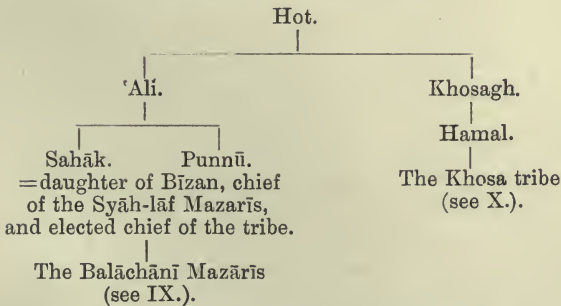 Hot.
‘Alí. Khosagh.
Hamal.
Sahāk. Punnū.
=daughter of Bīzan, chief
of the Syāh-lāf Mazarīs,
and elected chief of the tribe.
The Khosa tribe
(see X.).
The Balāchānī Mazārīs
(see IX.).